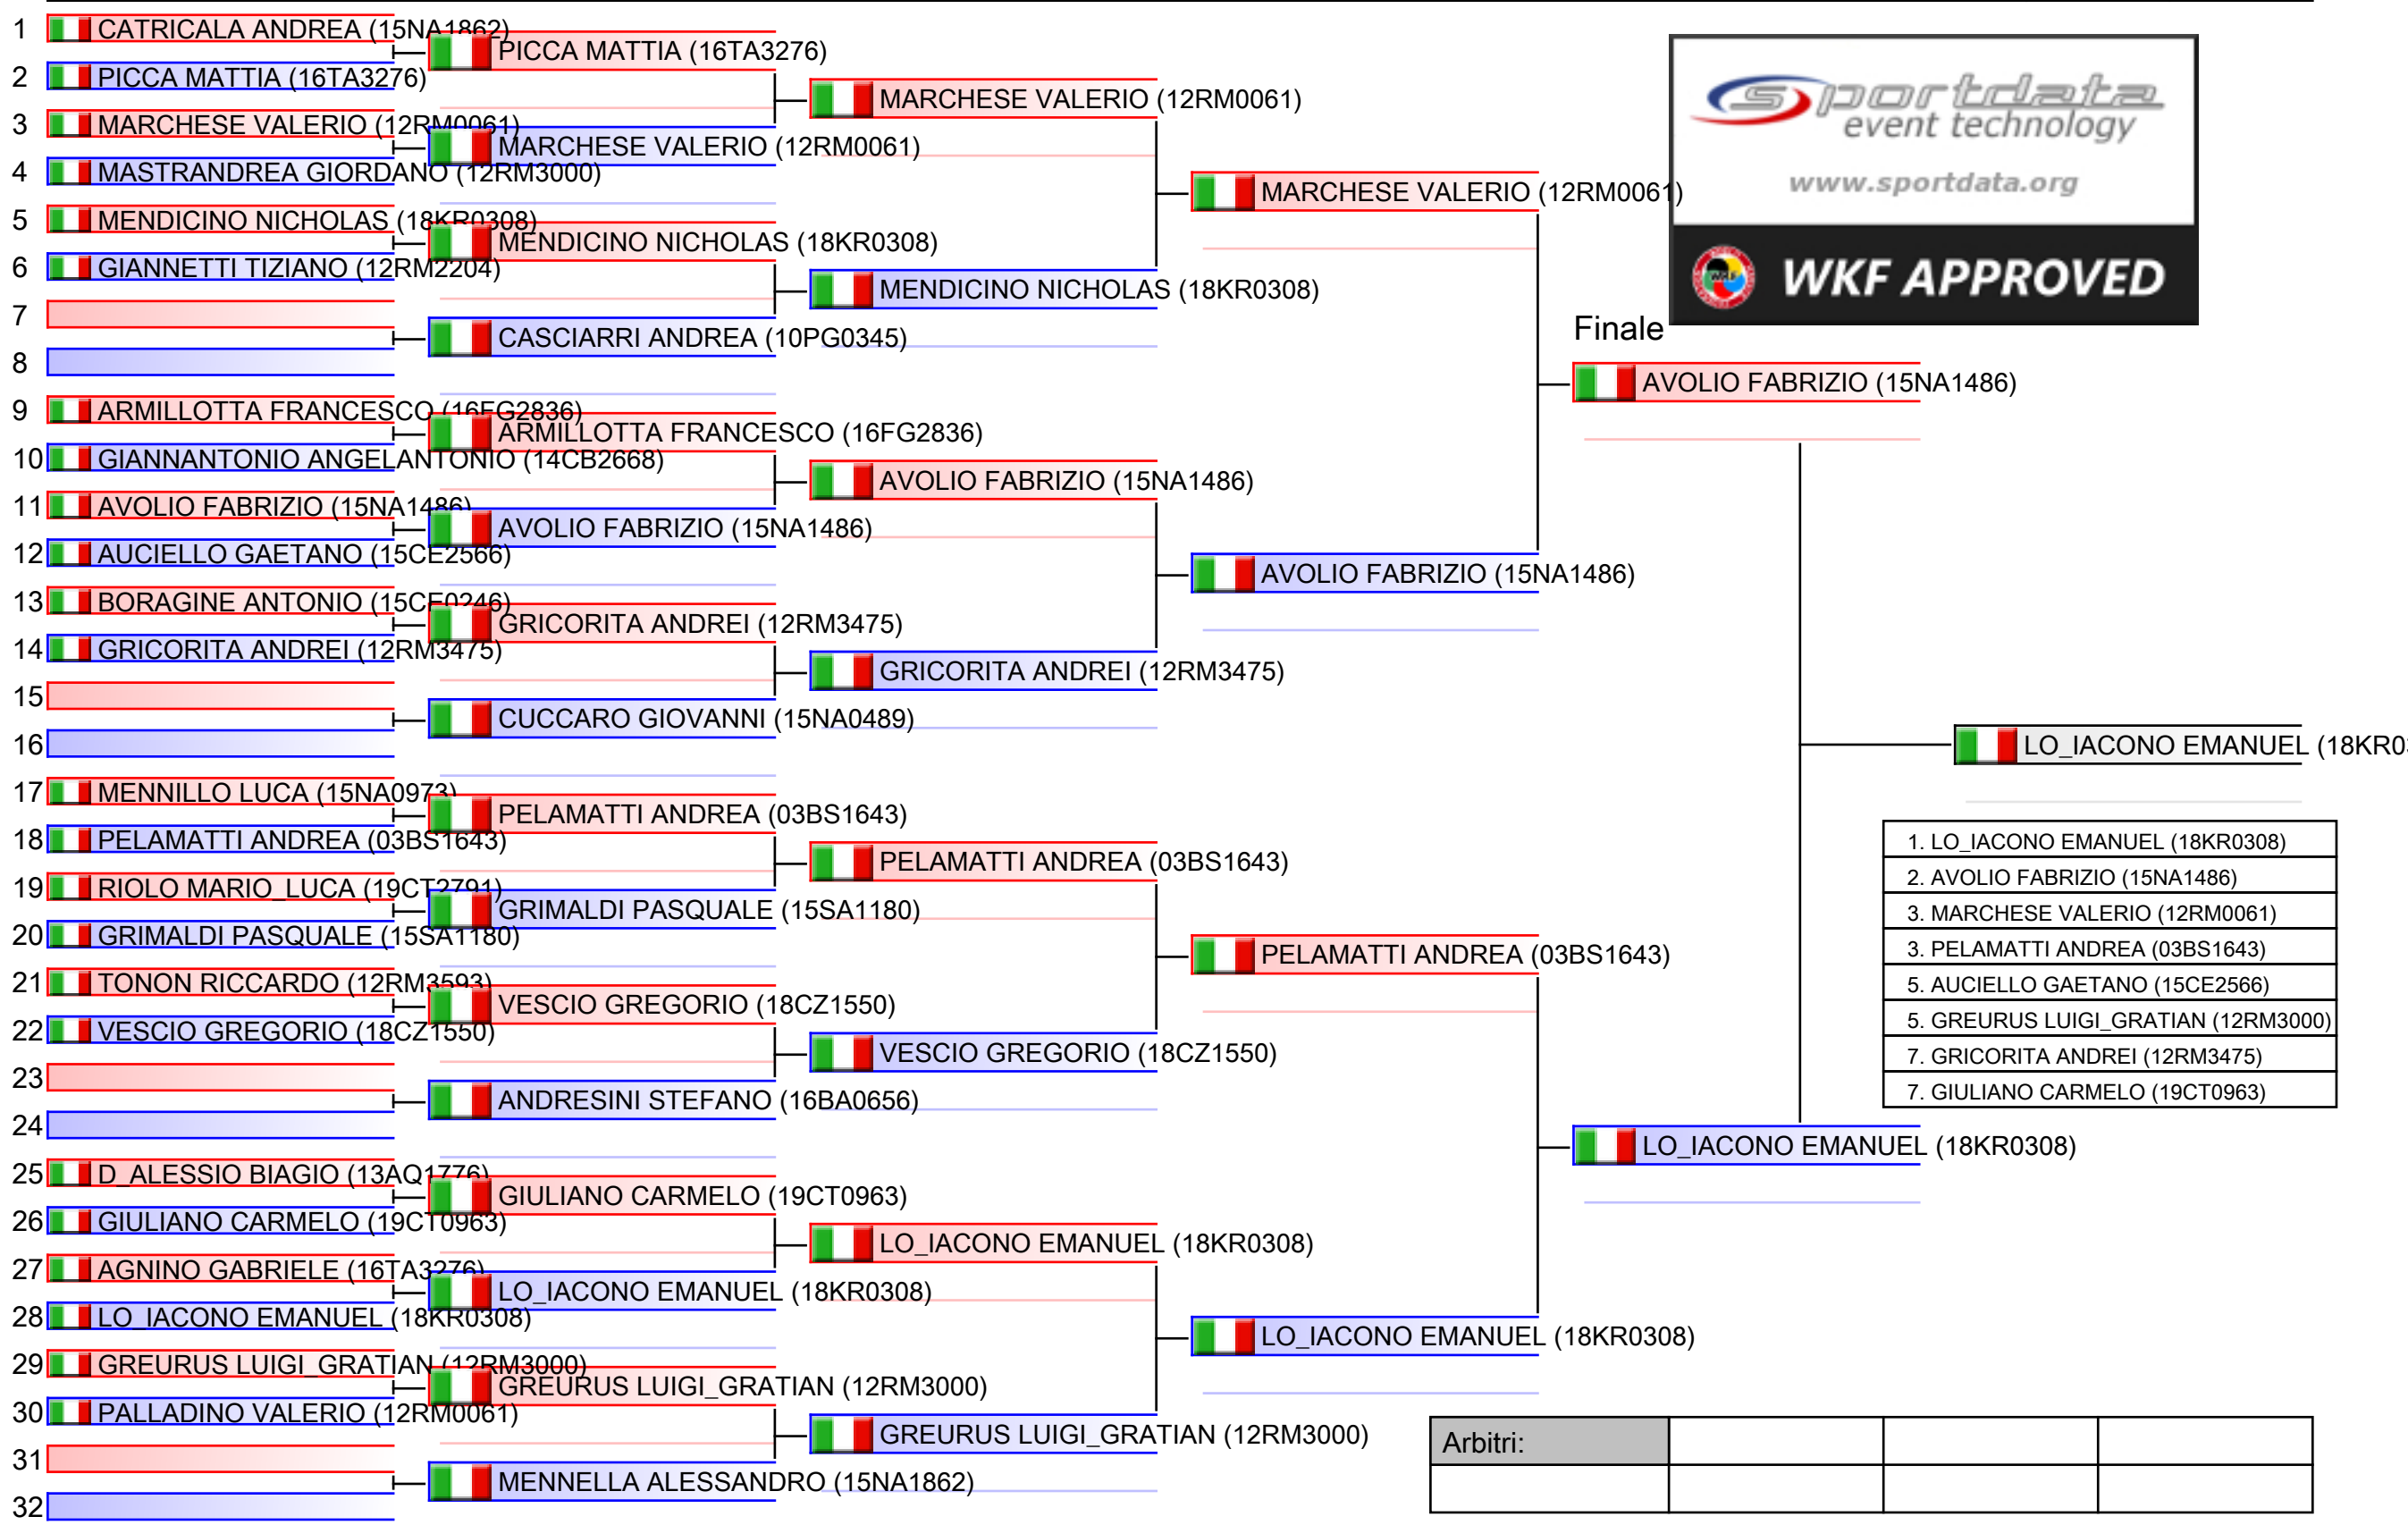 1 CATRICALA ANDREA (15NA1862)
2 PICCA MATTIA (16TA3276)
3 MARCHESE VALERIO (12RM0061)
4 MASTRANDREA GIORDANO (12RM3000)
5 MENDICINO NICHOLAS (18KR0308)
6 GIANNETTI TIZIANO (12RM2204)
7
8
9 ARMILLOTTA FRANCESCO (16FG2836)
10 GIANNANTONIO ANGELANTONIO (14CB2668)
11 AVOLIO FABRIZIO (15NA1486)
12 AUCIELLO GAETANO (15CE2566)
13 BORAGINE ANTONIO (15CE0246)
14 GRICORITA ANDREI (12RM3475)
15
16
17 MENNILLO LUCA (15NA0973)
18 PELAMATTI ANDREA (03BS1643)
19 RIOLO MARIO_LUCA (19CT2791)
20 GRIMALDI PASQUALE (15SA1180)
21 TONON RICCARDO (12RM3593)
22 VESCIO GREGORIO (18CZ1550)
23
24
25 D_ALESSIO BIAGIO (13AQ1776)
26 GIULIANO CARMELO (19CT0963)
27 AGNINO GABRIELE (16TA3276)
28 LO_IACONO EMANUEL (18KR0308)
29 GREURUS LUIGI_GRATIAN (12RM3000)
30 PALLADINO VALERIO (12RM0061)
31
32
PICCA MATTIA (16TA3276)
MARCHESE VALERIO (12RM0061)
MENDICINO NICHOLAS (18KR0308)
CASCIARRI ANDREA (10PG0345)
ARMILLOTTA FRANCESCO (16FG2836)
AVOLIO FABRIZIO (15NA1486)
GRICORITA ANDREI (12RM3475)
CUCCARO GIOVANNI (15NA0489)
PELAMATTI ANDREA (03BS1643)
GRIMALDI PASQUALE (15SA1180)
VESCIO GREGORIO (18CZ1550)
ANDRESINI STEFANO (16BA0656)
GIULIANO CARMELO (19CT0963)
LO_IACONO EMANUEL (18KR0308)
GREURUS LUIGI_GRATIAN (12RM3000)
MENNELLA ALESSANDRO (15NA1862)
MARCHESE VALERIO (12RM0061)
MENDICINO NICHOLAS (18KR0308)
AVOLIO FABRIZIO (15NA1486)
GRICORITA ANDREI (12RM3475)
PELAMATTI ANDREA (03BS1643)
VESCIO GREGORIO (18CZ1550)
LO_IACONO EMANUEL (18KR0308)
GREURUS LUIGI_GRATIAN (12RM3000)
MARCHESE VALERIO (12RM0061)
AVOLIO FABRIZIO (15NA1486)
PELAMATTI ANDREA (03BS1643)
LO_IACONO EMANUEL (18KR0308)
sportdata
event technology
www.sportdata.org
WKF APPROVED
Finale
AVOLIO FABRIZIO (15NA1486)
LO_IACONO EMANUEL (18KR0308)
LO_IACONO EMANUEL (18KR0
1. LO_IACONO EMANUEL (18KR0308)
2. AVOLIO FABRIZIO (15NA1486)
3. MARCHESE VALERIO (12RM0061)
3. PELAMATTI ANDREA (03BS1643)
5. AUCIELLO GAETANO (15CE2566)
5. GREURUS LUIGI_GRATIAN (12RM3000)
7. GRICORITA ANDREI (12RM3475)
7. GIULIANO CARMELO (19CT0963)
Arbitri: